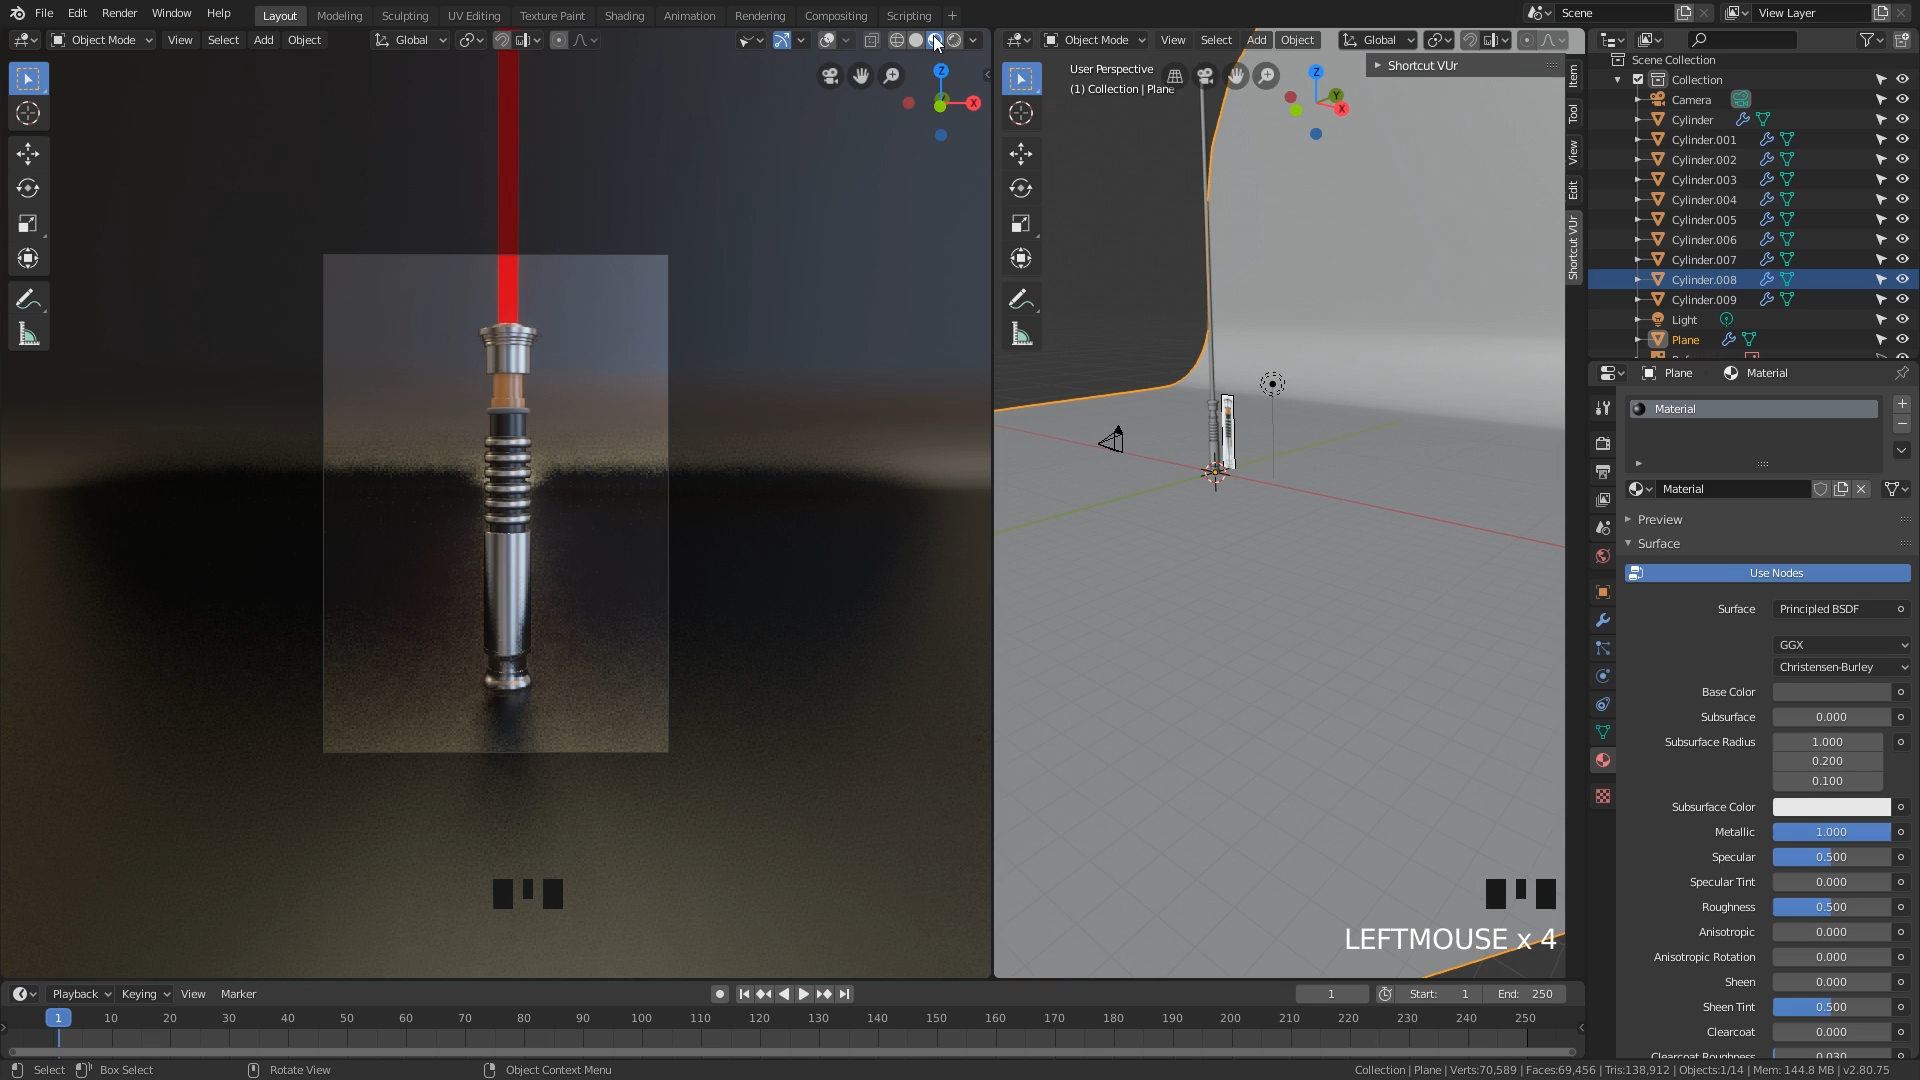 File Edit Render Window Help Layout Modeling Sculpting UV Editing Texture Paint Shading Animation Rendering Compositing Scripting + Scene View Layer
Object Mode View Select Add Object Global
Object Mode View Select Add Object Global
User Perspective
(1) Collection | Plane
Shortcut VUr
Item
Tool
View
Edit
Shortcut VUr
Z
X
Z
Y
X
Scene Collection
Collection
Camera
Cylinder
Cylinder.001
Cylinder.002
Cylinder.003
Cylinder.004
Cylinder.005
Cylinder.006
Cylinder.007
Cylinder.008
Cylinder.009
Light
Plane
Plane Material
Material
Material
Preview
Surface
Use Nodes
Surface Principled BSDF
GGX
Christensen-Burley
Base Color
Subsurface 0.000
Subsurface Radius 1.000
0.200
0.100
Subsurface Color
Metallic 1.000
Specular 0.500
Specular Tint 0.000
Roughness 0.500
Anisotropic 0.000
Anisotropic Rotation 0.000
Sheen 0.000
Sheen Tint 0.500
Clearcoat 0.000
Clearcoat Roughness 0.030
LEFTMOUSE x 4
Playback Keying View Marker 1 Start: 1 End: 250
1 10 20 30 40 50 60 70 80 90 100 110 120 130 140 150 160 170 180 190 200 210 220 230 240 250
Select Box Select Rotate View Object Context Menu Collection | Plane | Verts:70,589 | Faces:69,456 | Tris:138,912 | Objects:1/14 | Mem: 144.8 MB | v2.80.75